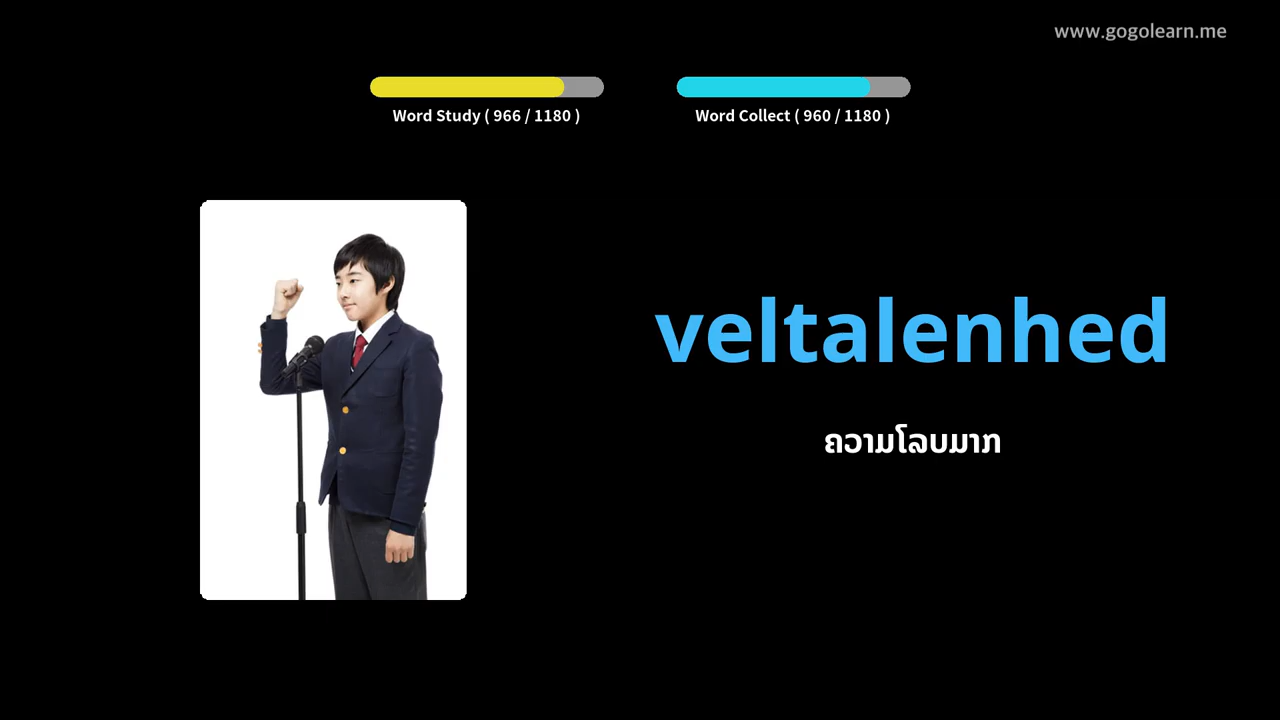 www.gogolearn.me
Word Study ( 966 / 1180 )
Word Collect ( 960 / 1180 )
veltalenhed
ຄວາມໂລບມາກ